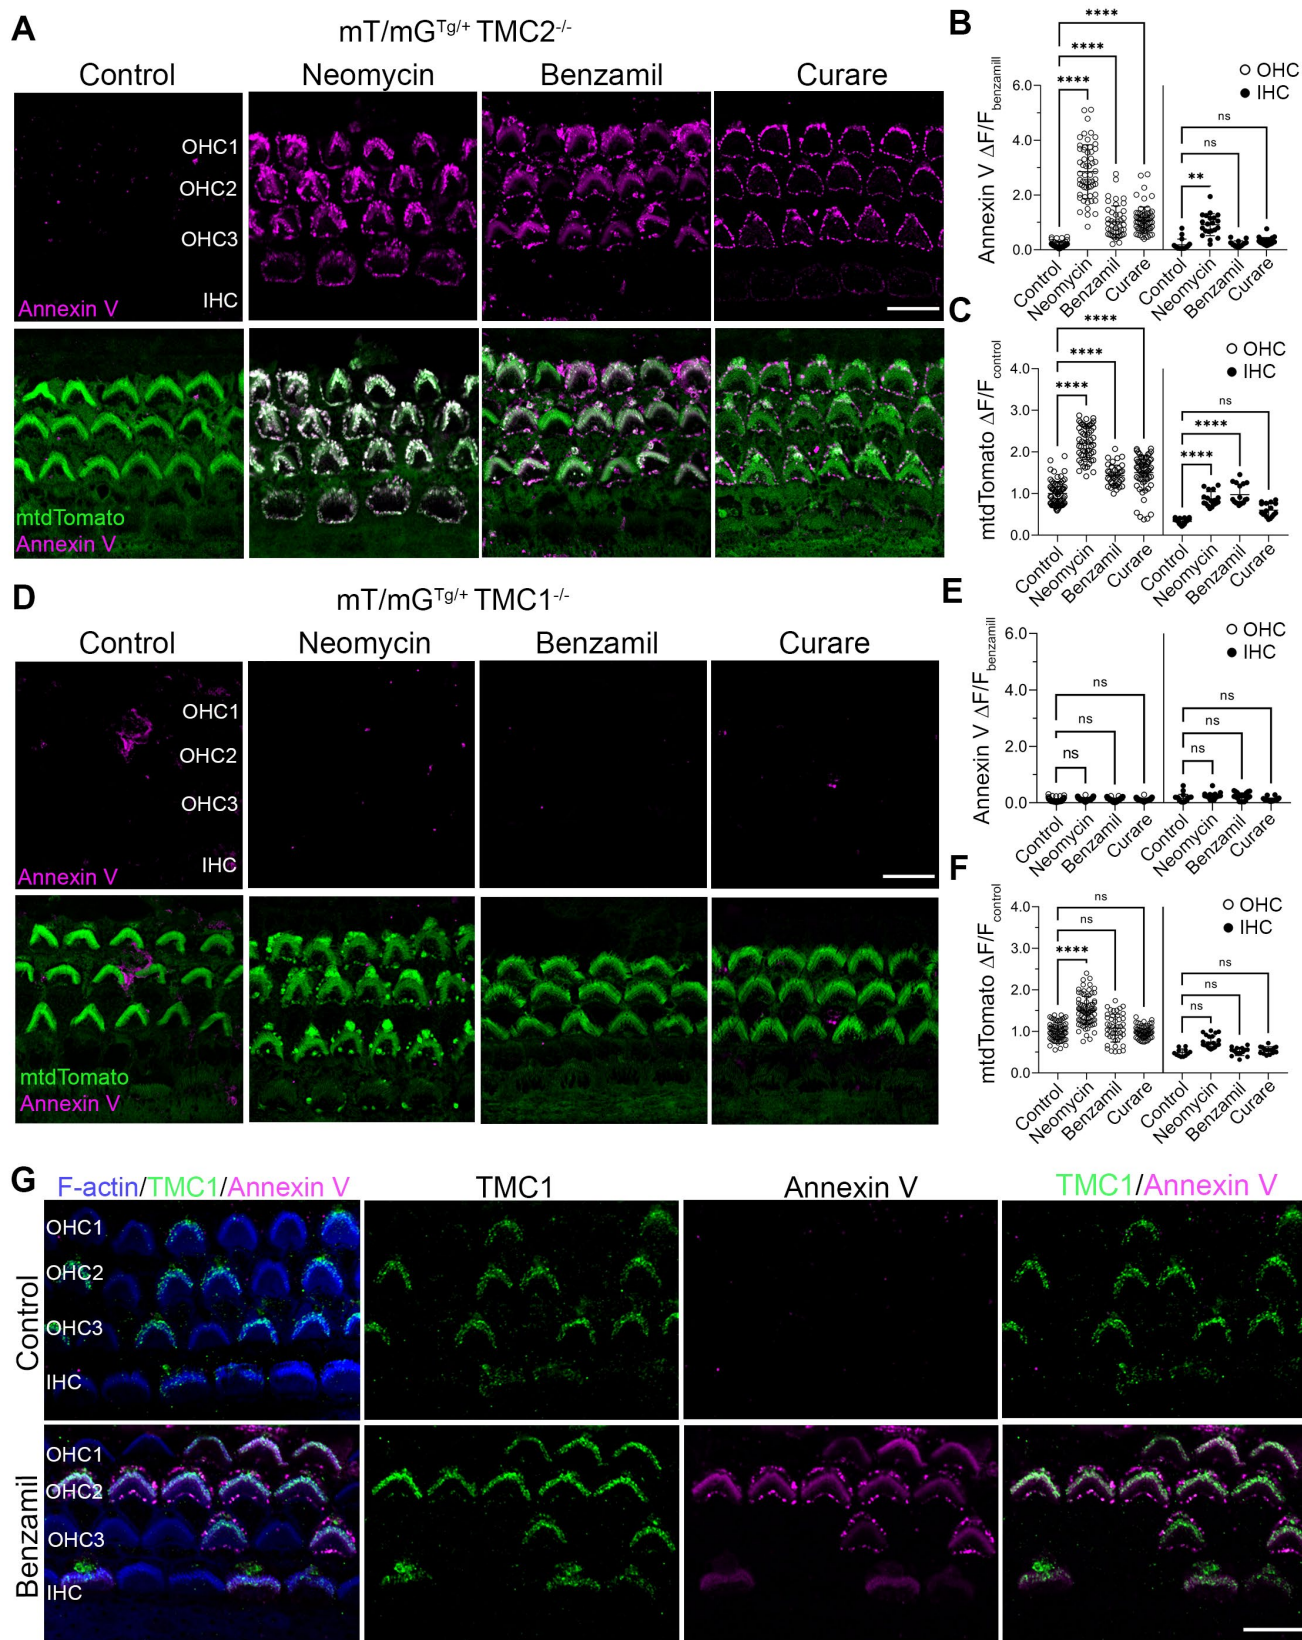 A
mT/mG^Tg/+ TMC2^-/-
Control Neomycin Benzamil Curare
OHC1
OHC2
OHC3
IHC
Annexin V
mtdTomato
Annexin V
B
Annexin V ΔF/F_benzamill
OHC
IHC
6.0
4.0
2.0
0.0
**** **** ****
** ns ns
Control Neomycin Benzamil Curare Control Neomycin Benzamil Curare
C
mtdTomato ΔF/F_control
OHC
IHC
4.0
3.0
2.0
1.0
0.0
**** **** ****
**** **** ns
Control Neomycin Benzamil Curare Control Neomycin Benzamil Curare
D
mT/mG^Tg/+ TMC1^-/-
Control Neomycin Benzamil Curare
OHC1
OHC2
OHC3
IHC
Annexin V
mtdTomato
Annexin V
E
Annexin V ΔF/F_benzamill
OHC
IHC
6.0
4.0
2.0
0.0
ns ns ns
ns ns ns
Control Neomycin Benzamil Curare Control Neomycin Benzamil Curare
F
mtdTomato ΔF/F_control
OHC
IHC
4.0
3.0
2.0
1.0
0.0
**** ns ns
ns ns ns
Control Neomycin Benzamil Curare Control Neomycin Benzamil Curare
G
F-actin/TMC1/Annexin V TMC1 Annexin V TMC1/Annexin V
Control
OHC1
OHC2
OHC3
IHC
Benzamil
OHC1
OHC2
OHC3
IHC